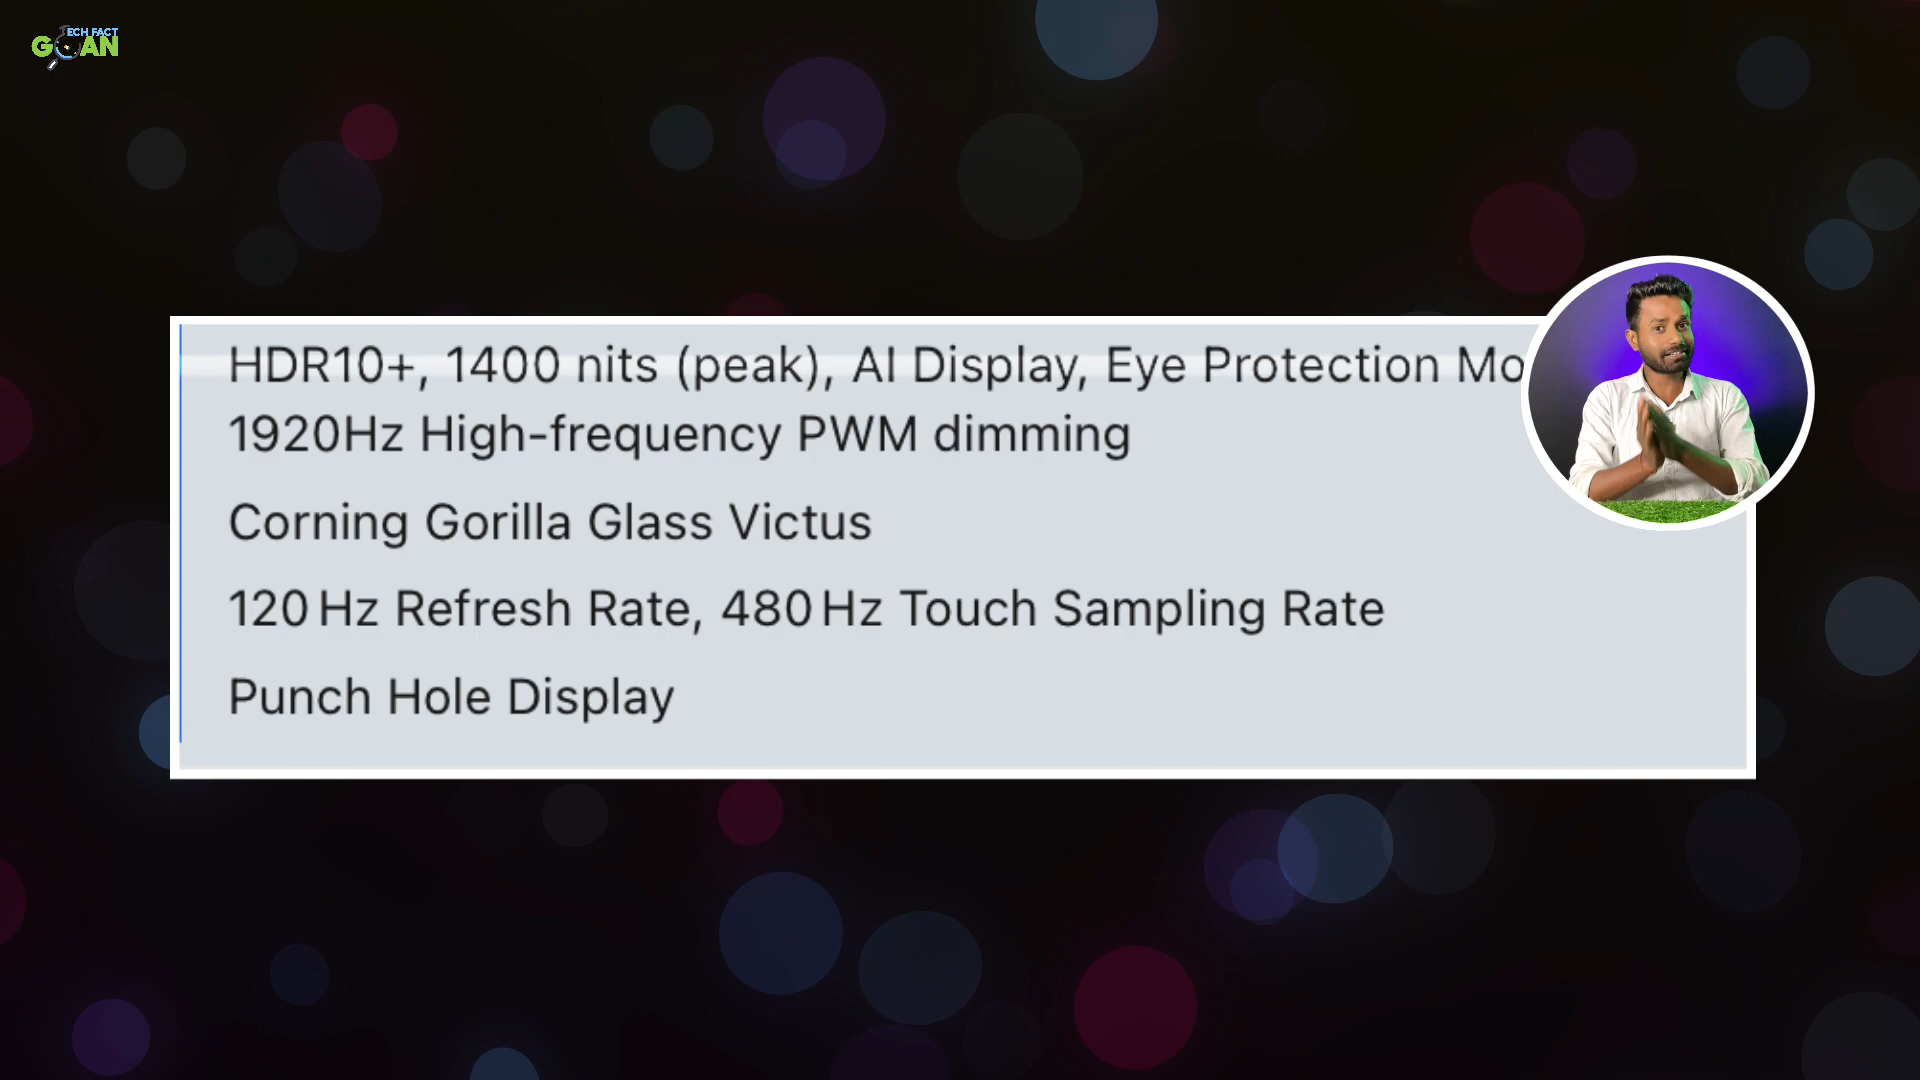 TECH FACT
GYAN
HDR10+, 1400 nits (peak), AI Display, Eye Protection
1920Hz High-frequency PWM dimming
Corning Gorilla Glass Victus
120 Hz Refresh Rate, 480 Hz Touch Sampling Rate
Punch Hole Display